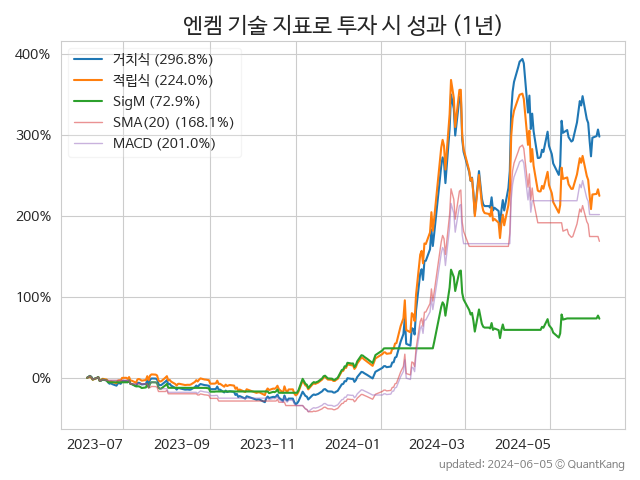 엔켐 기술 지표로 투자 시 성과 (1년)
거치식 (296.8%)
적립식 (224.0%)
SigM (72.9%)
SMA(20) (168.1%)
MACD (201.0%)
400%
300%
200%
100%
0%
2023-07 2023-09 2023-11 2024-01 2024-03 2024-05
updated: 2024-06-05 © QuantKang